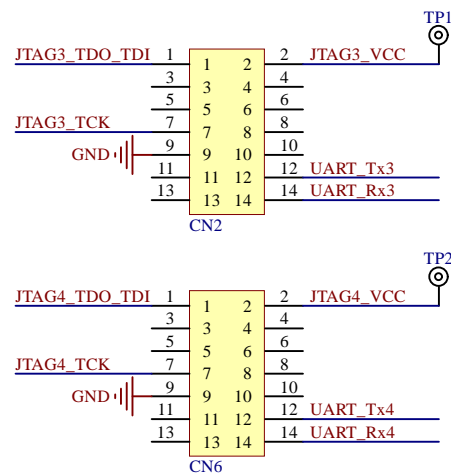 TP1
JTAG3_TDO_TDI 1 1 2 2 JTAG3_VCC
3 3 4 4
5 5 6 6
JTAG3_TCK 7 7 8 8
GND 9 9 10 10
11 11 12 12 UART_Tx3
13 13 14 14 UART_Rx3
CN2
TP2
JTAG4_TDO_TDI 1 1 2 2 JTAG4_VCC
3 3 4 4
5 5 6 6
JTAG4_TCK 7 7 8 8
GND 9 9 10 10
11 11 12 12 UART_Tx4
13 13 14 14 UART_Rx4
CN6